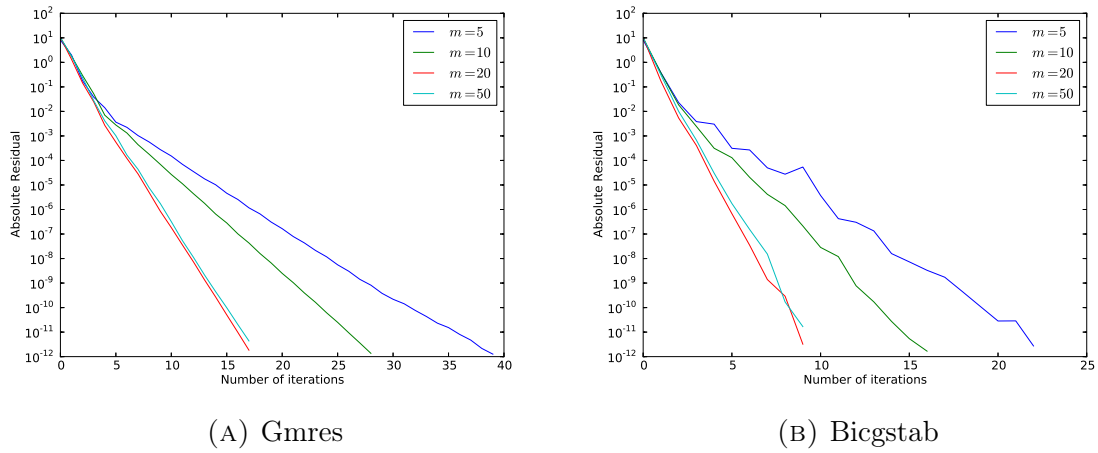 10^2
10^1
10^0
10^-1
10^-2
10^-3
10^-4
10^-5
10^-6
10^-7
10^-8
10^-9
10^-10
10^-11
10^-12
Absolute Residual
0 5 10 15 20 25 30 35 40
Number of iterations
m=5
m=10
m=20
m=50
(A) Gmres
10^2
10^1
10^0
10^-1
10^-2
10^-3
10^-4
10^-5
10^-6
10^-7
10^-8
10^-9
10^-10
10^-11
10^-12
Absolute Residual
0 5 10 15 20 25
Number of iterations
m=5
m=10
m=20
m=50
(B) Bicgstab